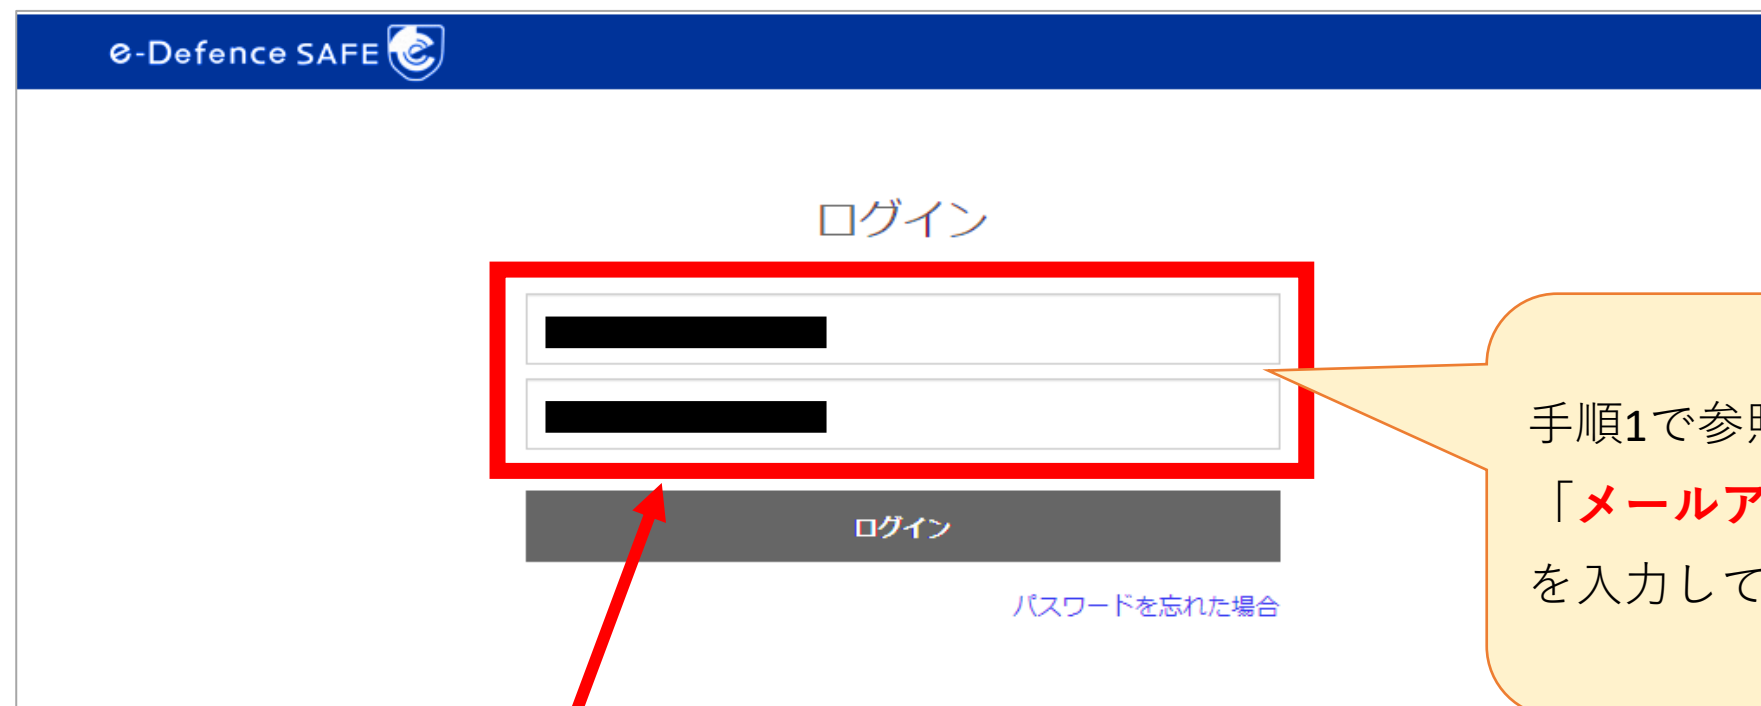 e-Defence SAFE
ログイン
手順1で参照
「メールア
を入力して
ログイン
パスワードを忘れた場合